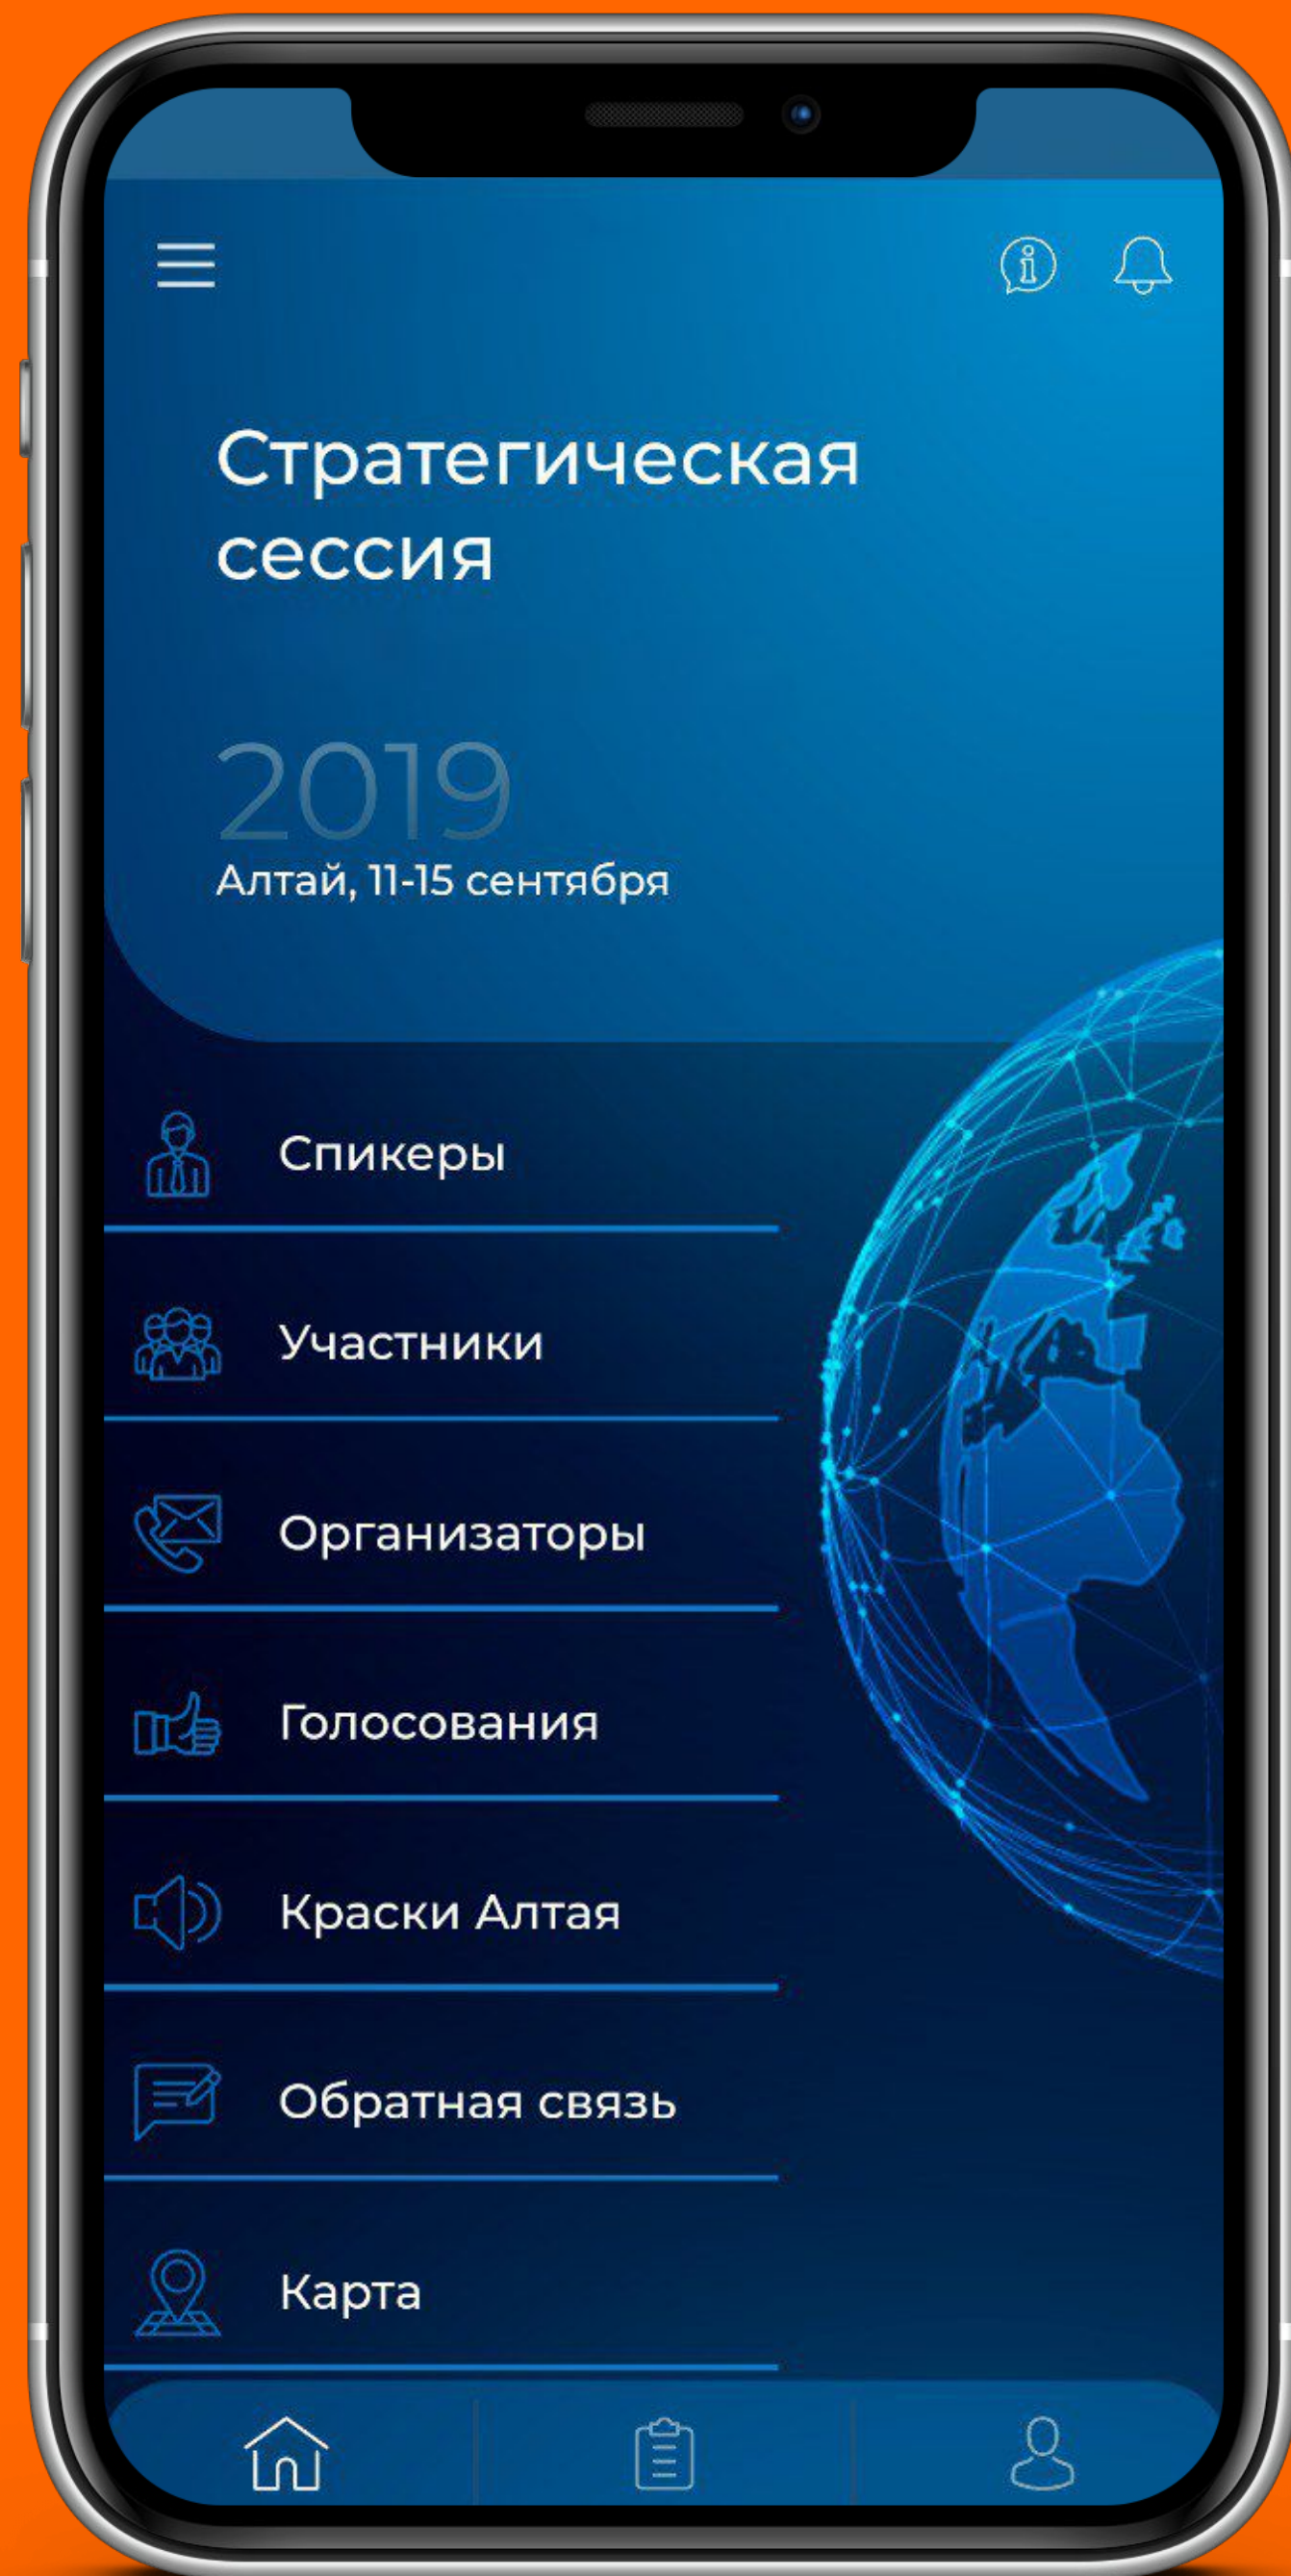 Стратегическая
сессия
2019
Алтай, 11-15 сентября
Спикеры
Участники
Организаторы
Голосования
Краски Алтая
Обратная связь
Карта